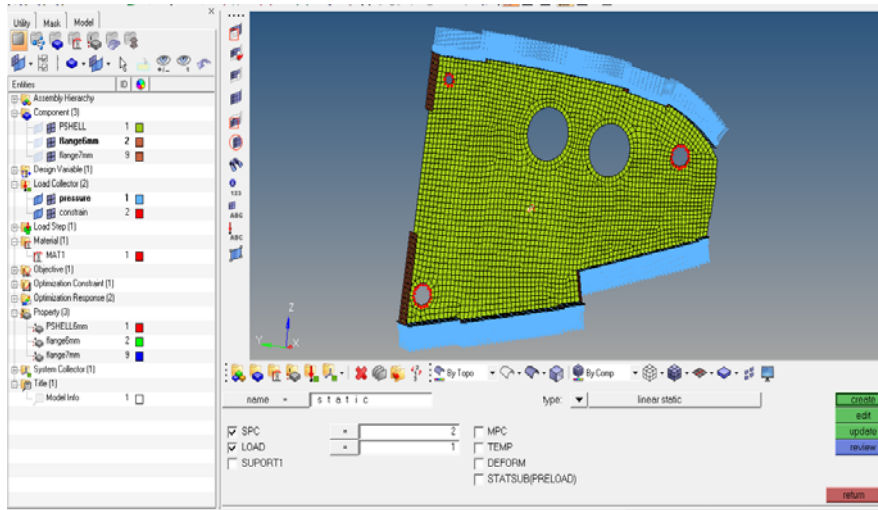 Utility Mask Model
Entities ID
Assembly Hierarchy
Component (3)
PSHELL 1
flange6mm 2
flange7mm 9
Design Variable (1)
Load Collector (2)
pressure 1
constrain 2
Load Step (1)
Material (1)
MAT1 1
Objective (1)
Optimization Constraint (1)
Optimization Response (2)
Property (3)
PSHELL6mm 1
flange6mm 2
flange7mm 9
System Collector (1)
Title (1)
Model Info 1
123
ABC
ABC
Z
Y X
By Topo
By Comp
name = static type: linear static
create
edit
update
review
return
SPC = 2 MPC
LOAD = 1 TEMP
SUPORT1 DEFORM
STATSUB(PRELOAD)